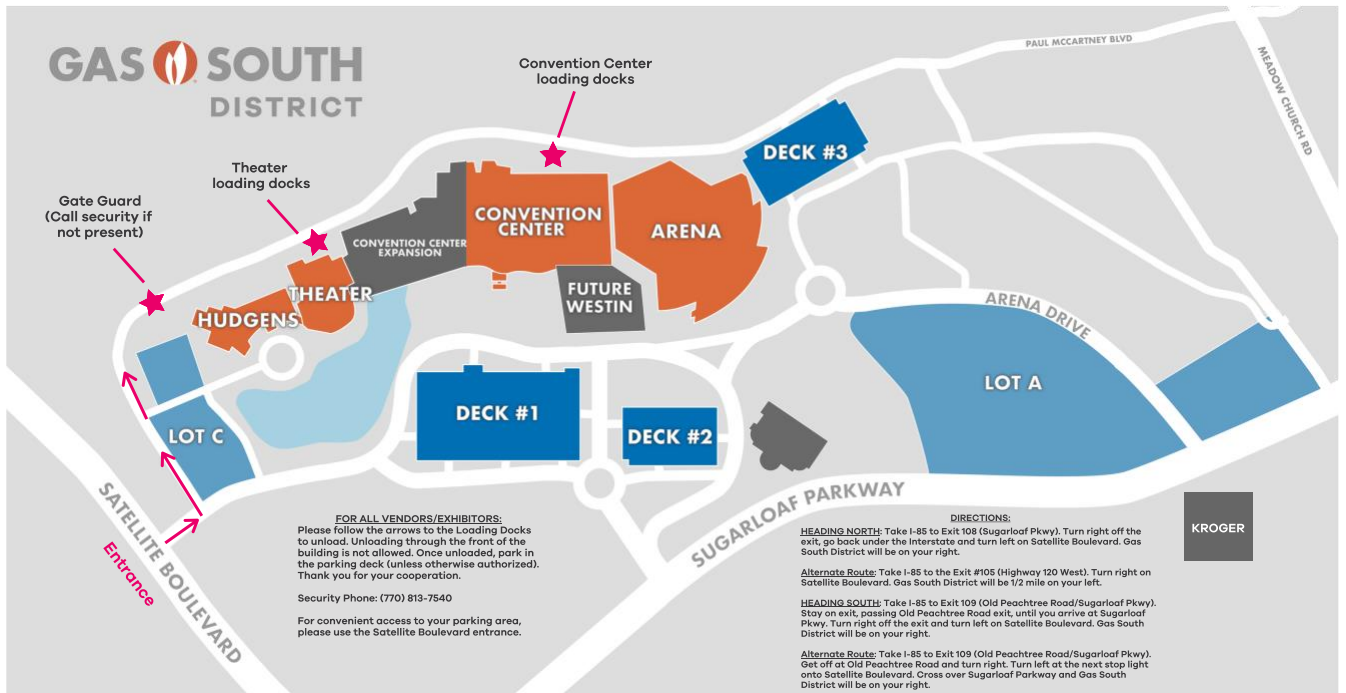 GAS SOUTH
DISTRICT
PAUL MCCARTNEY BLVD
MEADOW CHURCH RD
Convention Center
loading docks
Theater
loading docks
Gate Guard
(Call security if
not present)
DECK #3
CONVENTION
CENTER
ARENA
CONVENTION CENTER
EXPANSION
FUTURE
WESTIN
THEATER
HUDGENS
ARENA DRIVE
LOT A
DECK #1
DECK #2
LOT C
SATELLITE BOULEVARD
Entrance
SUGARLOAF PARKWAY
KROGER
FOR ALL VENDORS/EXHIBITORS:
Please follow the arrows to the Loading Docks
to unload. Unloading through the front of the
building is not allowed. Once unloaded, park in
the parking deck (unless otherwise authorized).
Thank you for your cooperation.
Security Phone: (770) 813-7540
For convenient access to your parking area,
please use the Satellite Boulevard entrance.
DIRECTIONS:
HEADING NORTH: Take I-85 to Exit 108 (Sugarloaf Pkwy). Turn right off the
exit, go back under the Interstate and turn left on Satellite Boulevard. Gas
South District will be on your right.
Alternate Route: Take I-85 to the Exit #105 (Highway 120 West). Turn right on
Satellite Boulevard. Gas South District will be 1/2 mile on your left.
HEADING SOUTH: Take I-85 to Exit 109 (Old Peachtree Road/Sugarloaf Pkwy).
Stay on exit, passing Old Peachtree Road exit, until you arrive at Sugarloaf
Pkwy. Turn right off the exit and turn left on Satellite Boulevard. Gas South
District will be on your right.
Alternate Route: Take I-85 to Exit 109 (Old Peachtree Road/Sugarloaf Pkwy).
Get off at Old Peachtree Road and turn right. Turn left at the next stop light
onto Satellite Boulevard. Cross over Sugarloaf Parkway and Gas South
District will be on your right.